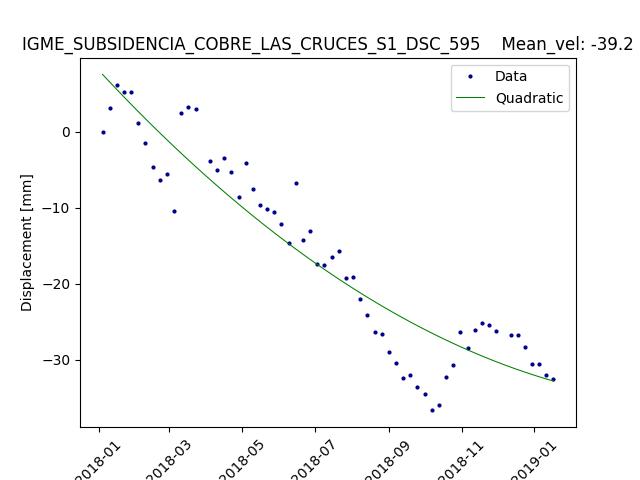 IGME_SUBSIDENCIA_COBRE_LAS_CRUCES_S1_DSC_595 Mean_vel: -39.2
Data
Quadratic
Displacement [mm]
0
−10
−20
−30
2018-01
2018-03
2018-05
2018-07
2018-09
2018-11
2019-01